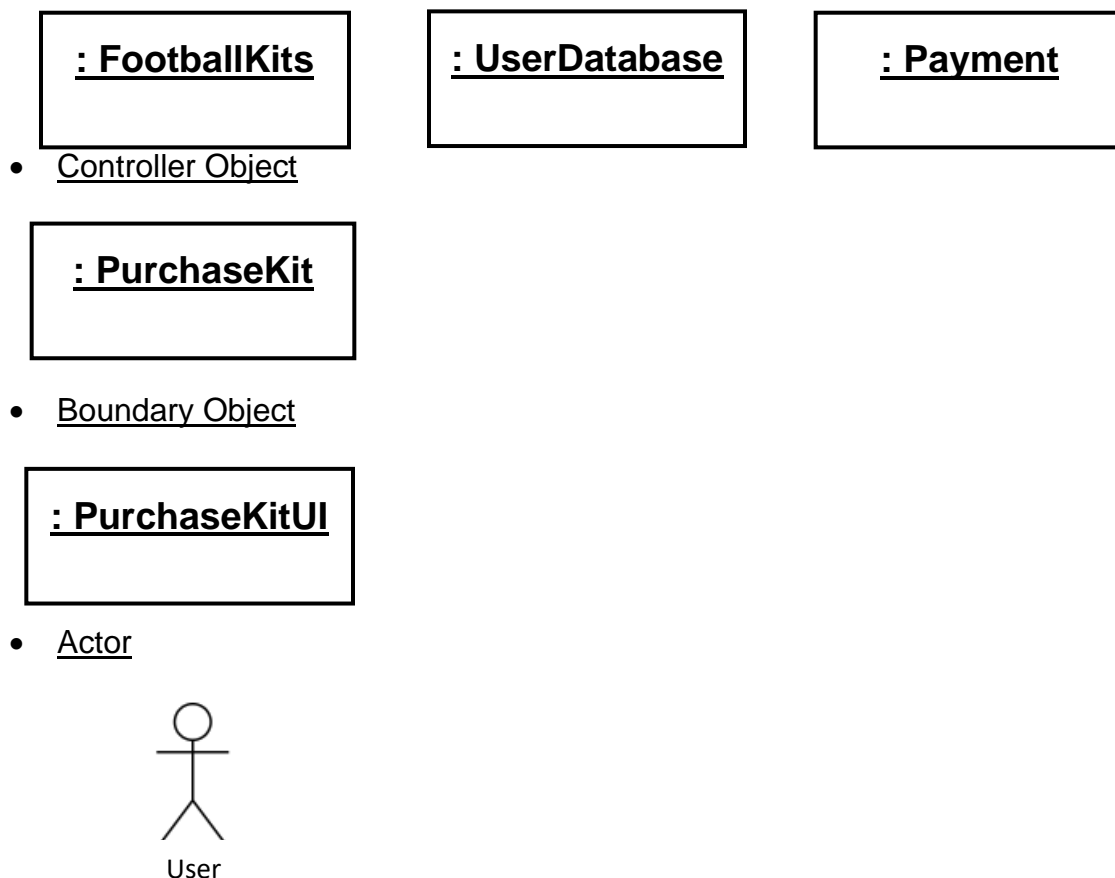 : FootballKits : UserDatabase : Payment
• Controller Object
: PurchaseKit
• Boundary Object
: PurchaseKitUI
• Actor
User